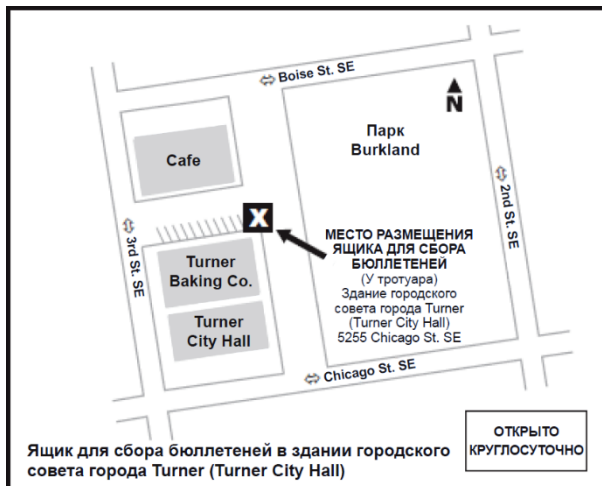 Boise St. SE
N
Парк
Burkland
Cafe
2nd St. SE
X
3rd St. SE
МЕСТО РАЗМЕЩЕНИЯ
ЯЩИКА ДЛЯ СБОРА
БЮЛЛЕТЕНЕЙ
(У тротуара)
Здание городского
совета города Turner
(Turner City Hall)
5255 Chicago St. SE
Turner
Baking Co.
Turner
City Hall
Chicago St. SE
Ящик для сбора бюллетеней в здании городского
совета города Turner (Turner City Hall)
ОТКРЫТО
КРУГЛОСУТОЧНО